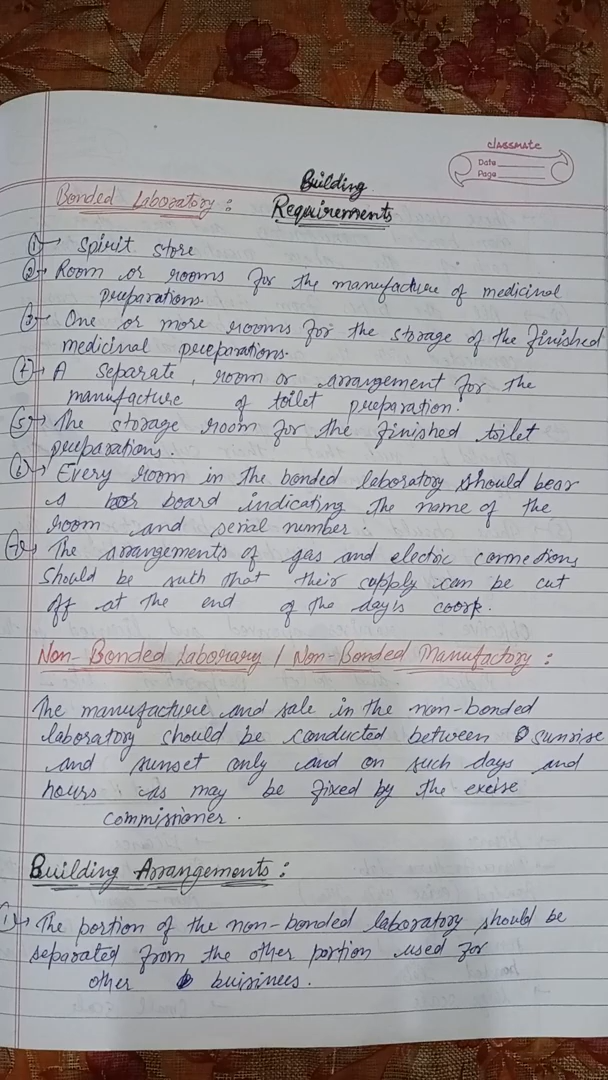 classmate
Date
Page
Building
Bonded Laboratory : Requirements
① → Spirit store
② → Room or rooms for the manufacture of medicinal
preparations.
③ → One or more rooms for the storage of the finished
medicinal preparations.
④ → A separate, room or arrangement for the
manufacture of toilet preparation.
⑤ → The storage room for the finished toilet
preparations.
⑥ → Every room in the bonded laboratory should bear
a board indicating the name of the
room and serial number.
⑦ → The arrangements of gas and electric connections
should be such that their supply can be cut
off at the end of the day's
Non-Bonded Laborary / Non-Bonded Manufactory :
The manufacture and sale in the non-bonded
laboratory should be conducted between sunrise
and sunset only and on such days and
hours as may be fixed by the excise
commissioner.
Building Arrangements :
① → The portion of the non-bonded laboratory should be
separated from the other portion used for
other buisinees.